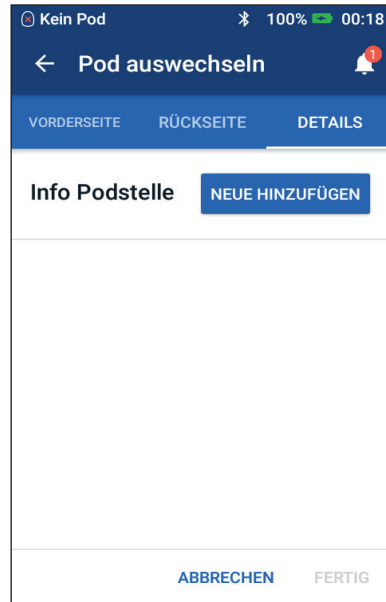 Kein Pod 100% 00:18
Pod auswechseln 1
VORDERSEITE RÜCKSEITE DETAILS
Info Podstelle NEUE HINZUFÜGEN
ABBRECHEN FERTIG